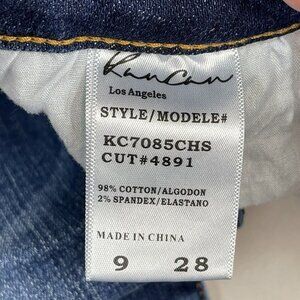 KanCan
Los Angeles
STYLE/MODELE#
KC7085CHS
CUT#4891
98% COTTON/ALGODON
2% SPANDEX/ELASTANO
MADE IN CHINA
9 28